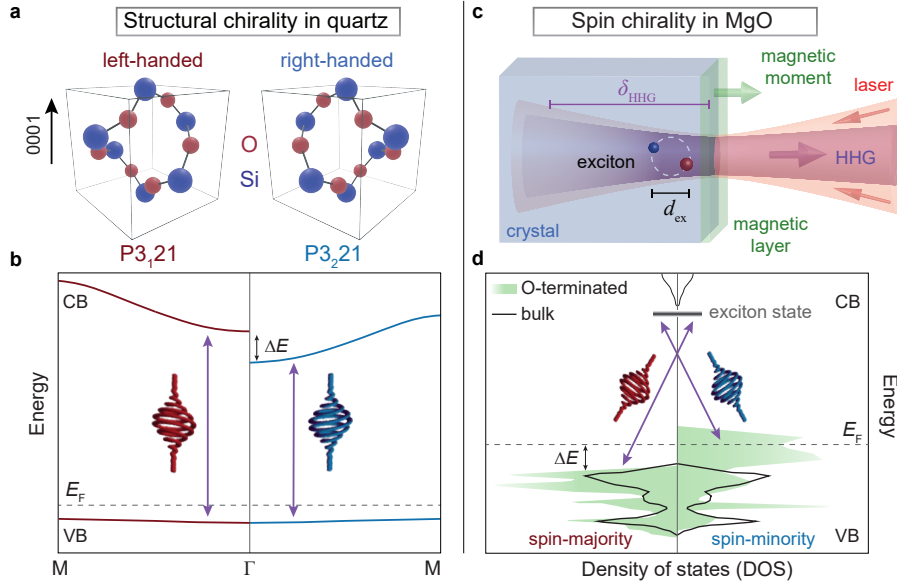 a
Structural chirality in quartz
left-handed
right-handed
0001
O
Si
P3₁21
P3₂21
b
CB
ΔE
Energy
E_F
VB
M
Γ
M
c
Spin chirality in MgO
magnetic
moment
δ_HHG
laser
exciton
HHG
d_ex
crystal
magnetic
layer
d
O-terminated
bulk
CB
exciton state
E_F
Energy
ΔE
spin-majority
spin-minority
VB
Density of states (DOS)